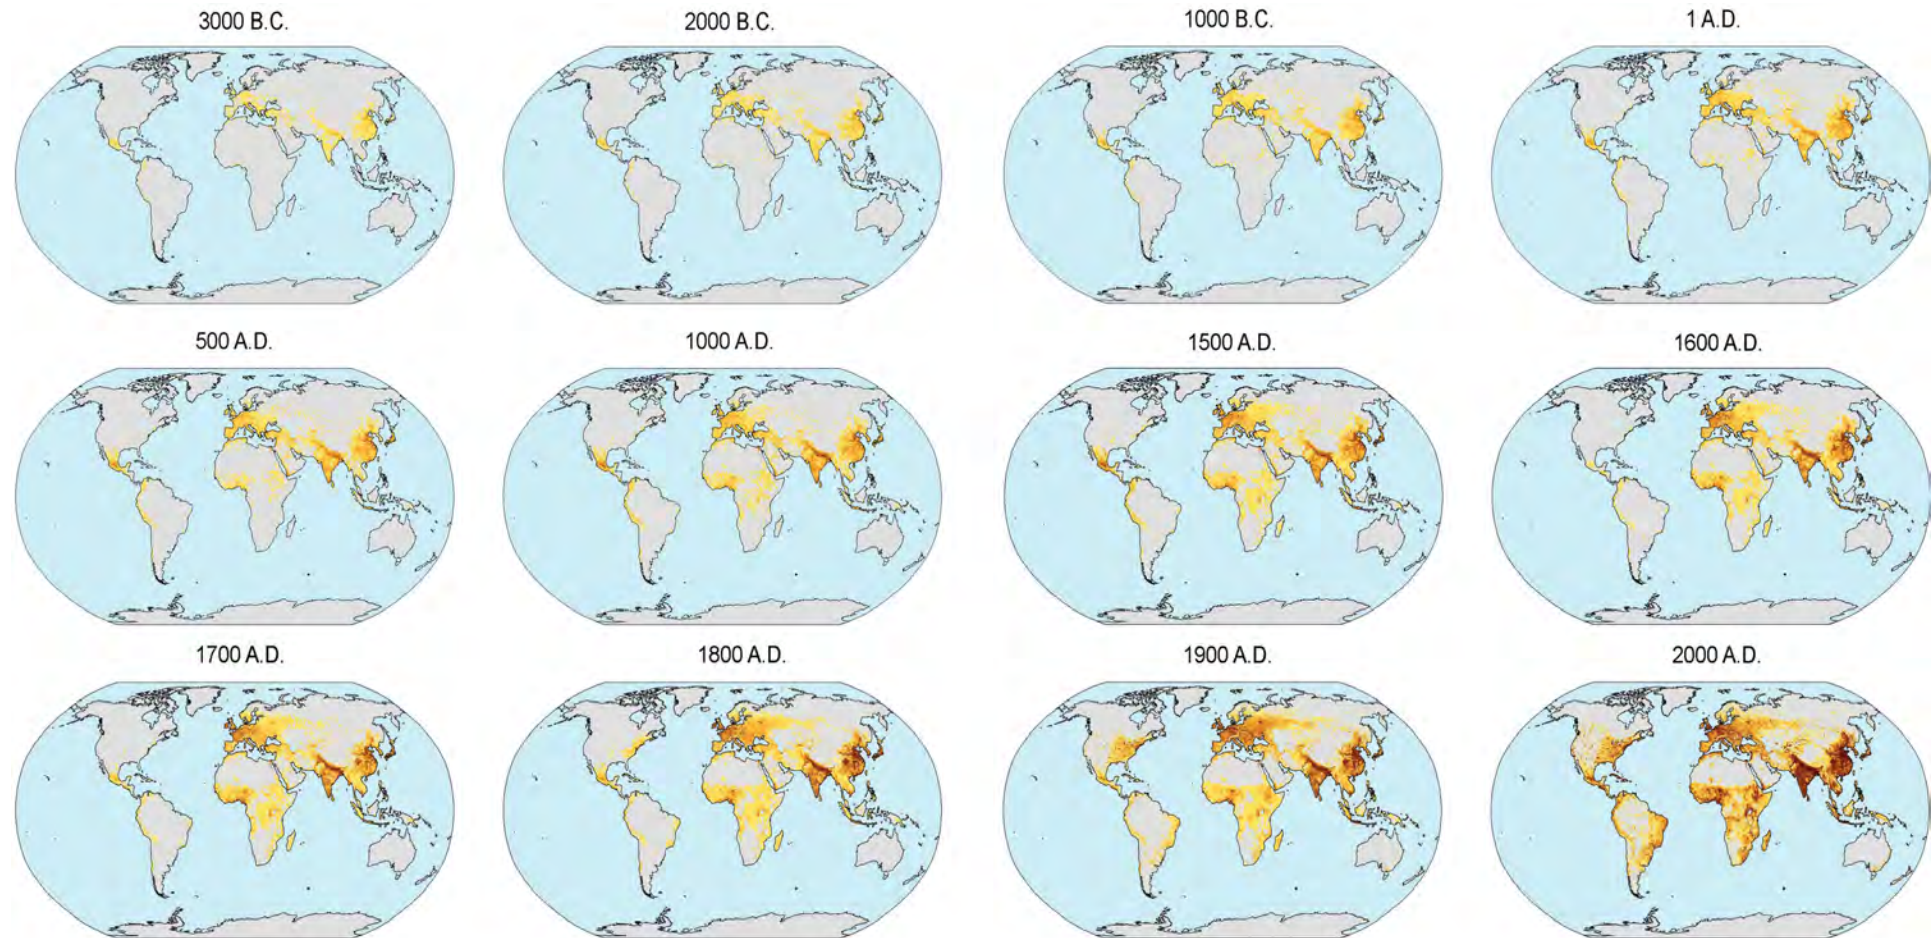 3000 B.C.
2000 B.C.
1000 B.C.
1 A.D.
500 A.D.
1000 A.D.
1500 A.D.
1600 A.D.
1700 A.D.
1800 A.D.
1900 A.D.
2000 A.D.